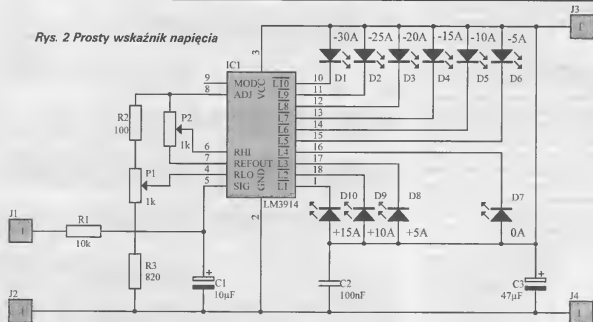 Rys. 2 Prosty wskaźnik napięcia
J3
-30A -25A -20A -15A -10A -5A
IC1
3
D1 D2 D3 D4 D5 D6
9 MODE VCC L10 10
8 ADJ L9 11
L8 12
L7 13
L6 14
L5 15
6 RHI L4 16
7 REFOUT L3 17
4 RLO L2 18
5 SIG GND L1 1
LM3914
2
R2
100
P2
1k
P1
1k
J1
R1
10k
D10 D9 D8 D7
+15A +10A +5A 0A
R3
820
C1
10µF
C2
100nF
C3
47µF
J2
J4